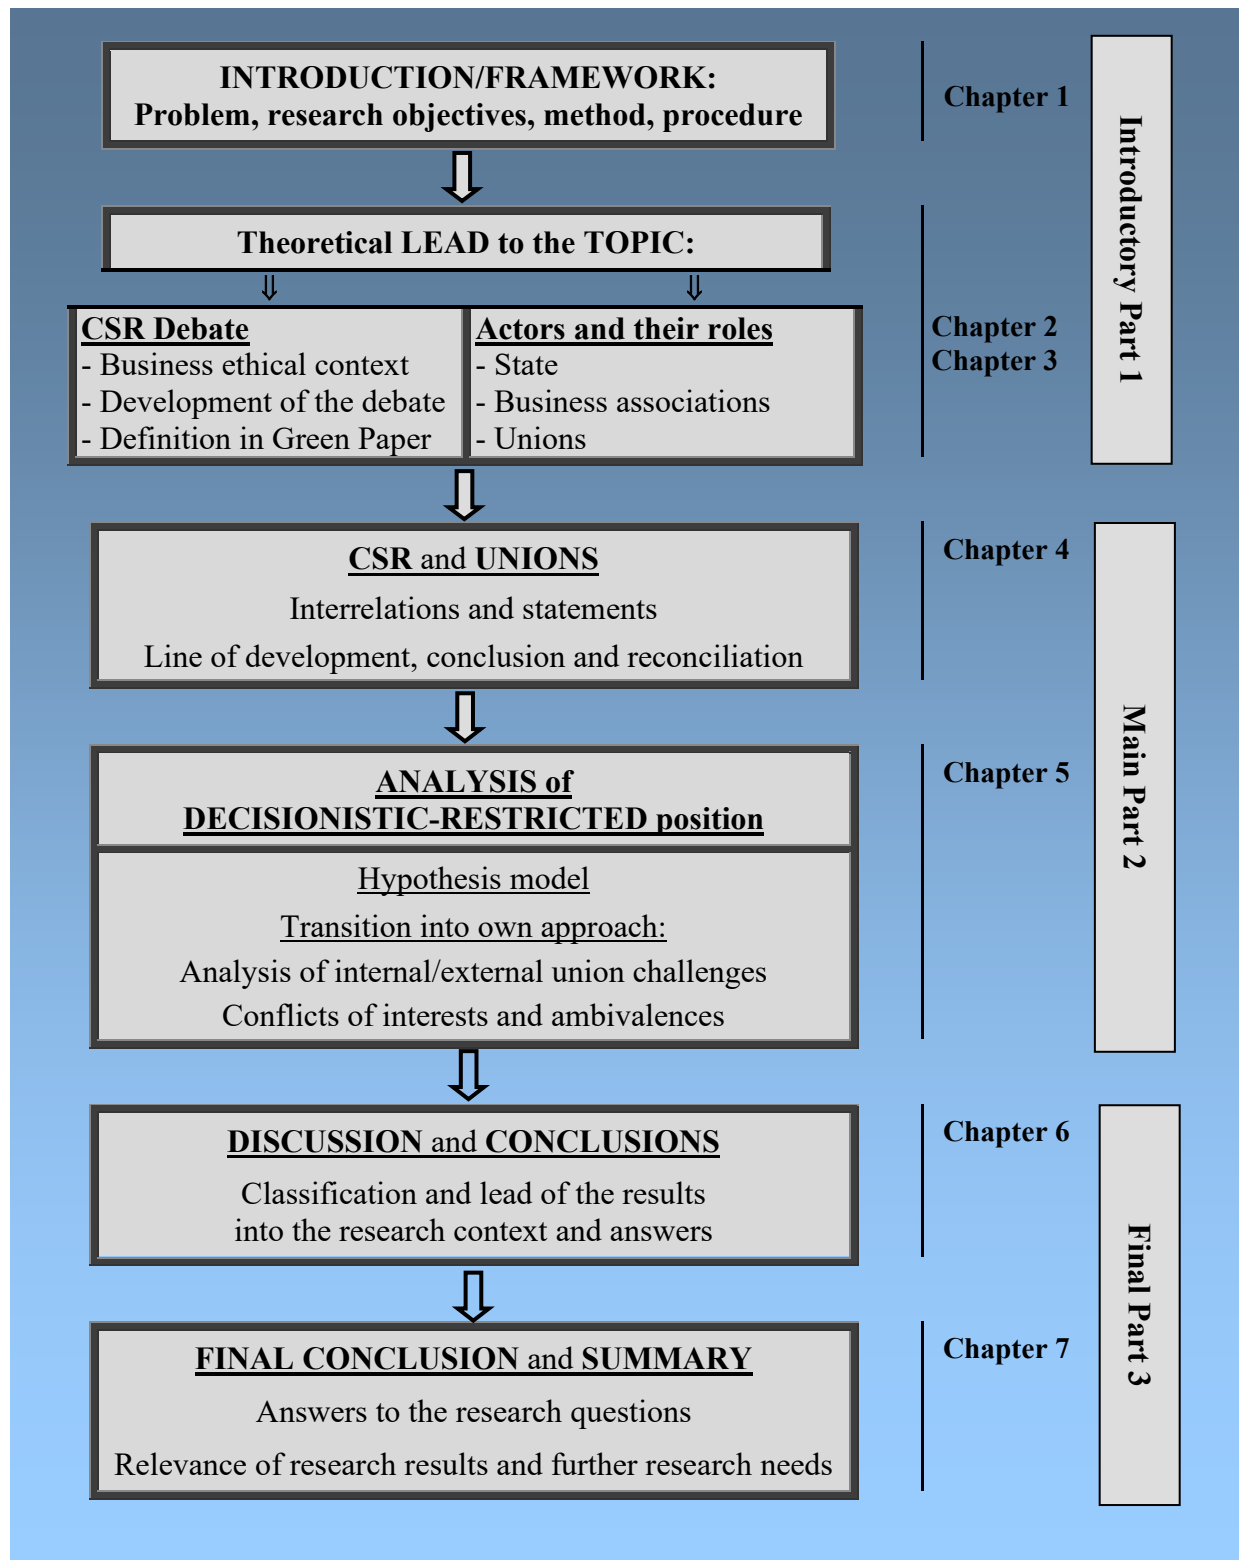 INTRODUCTION/FRAMEWORK:
Problem, research objectives, method, procedure
Chapter 1
Introductory Part 1
Theoretical LEAD to the TOPIC:
CSR Debate
- Business ethical context
- Development of the debate
- Definition in Green Paper
Actors and their roles
- State
- Business associations
- Unions
Chapter 2
Chapter 3
CSR and UNIONS
Interrelations and statements
Line of development, conclusion and reconciliation
Chapter 4
Main Part 2
ANALYSIS of
DECISIONISTIC-RESTRICTED position
Hypothesis model
Transition into own approach:
Analysis of internal/external union challenges
Conflicts of interests and ambivalences
Chapter 5
DISCUSSION and CONCLUSIONS
Classification and lead of the results
into the research context and answers
Chapter 6
Final Part 3
FINAL CONCLUSION and SUMMARY
Answers to the research questions
Relevance of research results and further research needs
Chapter 7